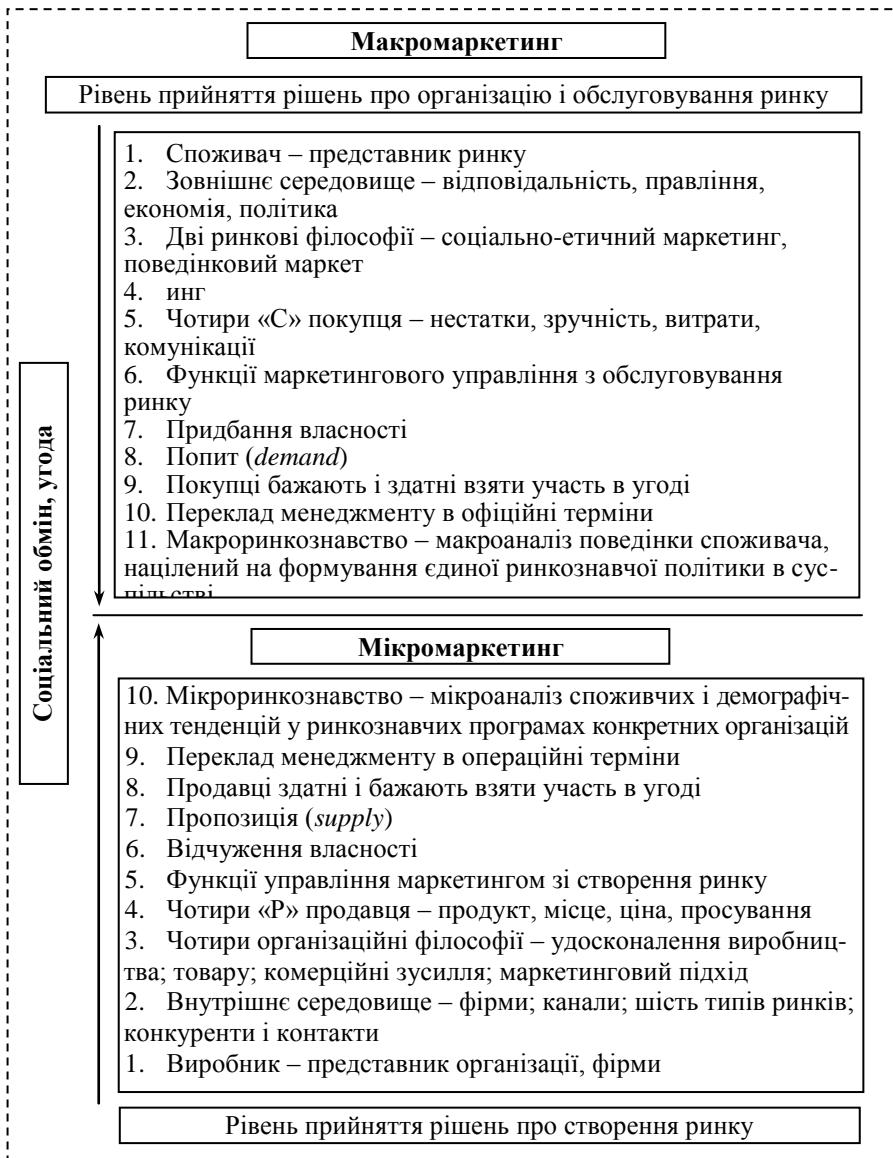 Макромаркетинг
Рівень прийняття рішень про організацію і обслуговування ринку
1. Споживач – представник ринку
2. Зовнішнє середовище – відповідальність, правління,
економія, політика
3. Дві ринкові філософії – соціально-етичний маркетинг,
поведінковий маркет
4. инг
5. Чотири «С» покупця – нестатки, зручність, витрати,
комунікації
6. Функції маркетингового управління з обслуговування
ринку
7. Придбання власності
8. Попит (demand)
9. Покупці бажають і здатні взяти участь в угоді
10. Переклад менеджменту в офіційні терміни
11. Макроринкознавство – макроаналіз поведінки споживача,
націлений на формування єдиної ринкознавчої політики в сус-
пільстві
Соціальний обмін, угода
Мікромаркетинг
10. Мікроринкознавство – мікроаналіз споживчих і демографіч-
них тенденцій у ринкознавчих програмах конкретних організацій
9. Переклад менеджменту в операційні терміни
8. Продавці здатні і бажають взяти участь в угоді
7. Пропозиція (supply)
6. Відчуження власності
5. Функції управління маркетингом зі створення ринку
4. Чотири «Р» продавця – продукт, місце, ціна, просування
3. Чотири організаційні філософії – удосконалення виробниц-
тва; товару; комерційні зусилля; маркетинговий підхід
2. Внутрішнє середовище – фірми; канали; шість типів ринків;
конкуренти і контакти
1. Виробник – представник організації, фірми
Рівень прийняття рішень про створення ринку